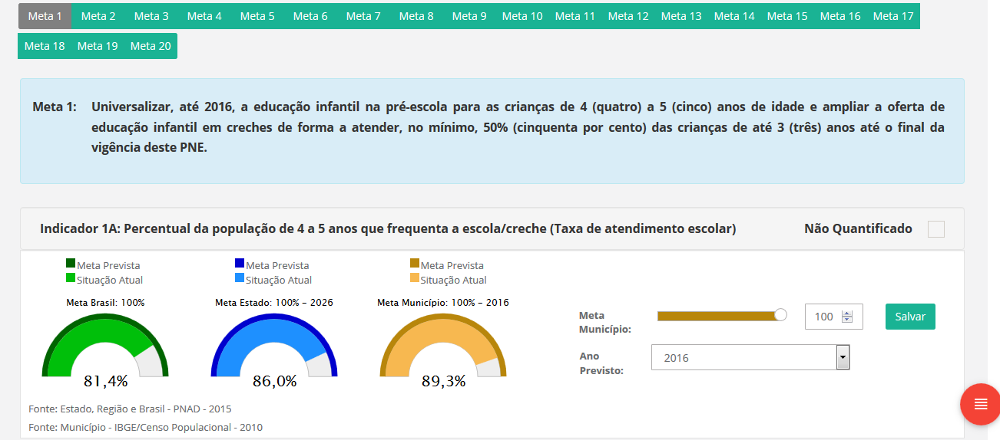 Meta 1 Meta 2 Meta 3 Meta 4 Meta 5 Meta 6 Meta 7 Meta 8 Meta 9 Meta 10 Meta 11 Meta 12 Meta 13 Meta 14 Meta 15 Meta 16 Meta 17
Meta 18 Meta 19 Meta 20
Meta 1: Universalizar, até 2016, a educação infantil na pré-escola para as crianças de 4 (quatro) a 5 (cinco) anos de idade e ampliar a oferta de
educação infantil em creches de forma a atender, no mínimo, 50% (cinquenta por cento) das crianças de até 3 (três) anos até o final da
vigência deste PNE.
Indicador 1A: Percentual da população de 4 a 5 anos que frequenta a escola/creche (Taxa de atendimento escolar) Não Quantificado
Meta Prevista
Situação Atual
Meta Brasil: 100%
81,4%
Meta Prevista
Situação Atual
Meta Estado: 100% - 2026
86,0%
Meta Prevista
Situação Atual
Meta Município: 100% - 2016
89,3%
Meta
Município:
100
Salvar
Ano
Previsto:
2016
Fonte: Estado, Região e Brasil - PNAD - 2015
Fonte: Município - IBGE/Censo Populacional - 2010